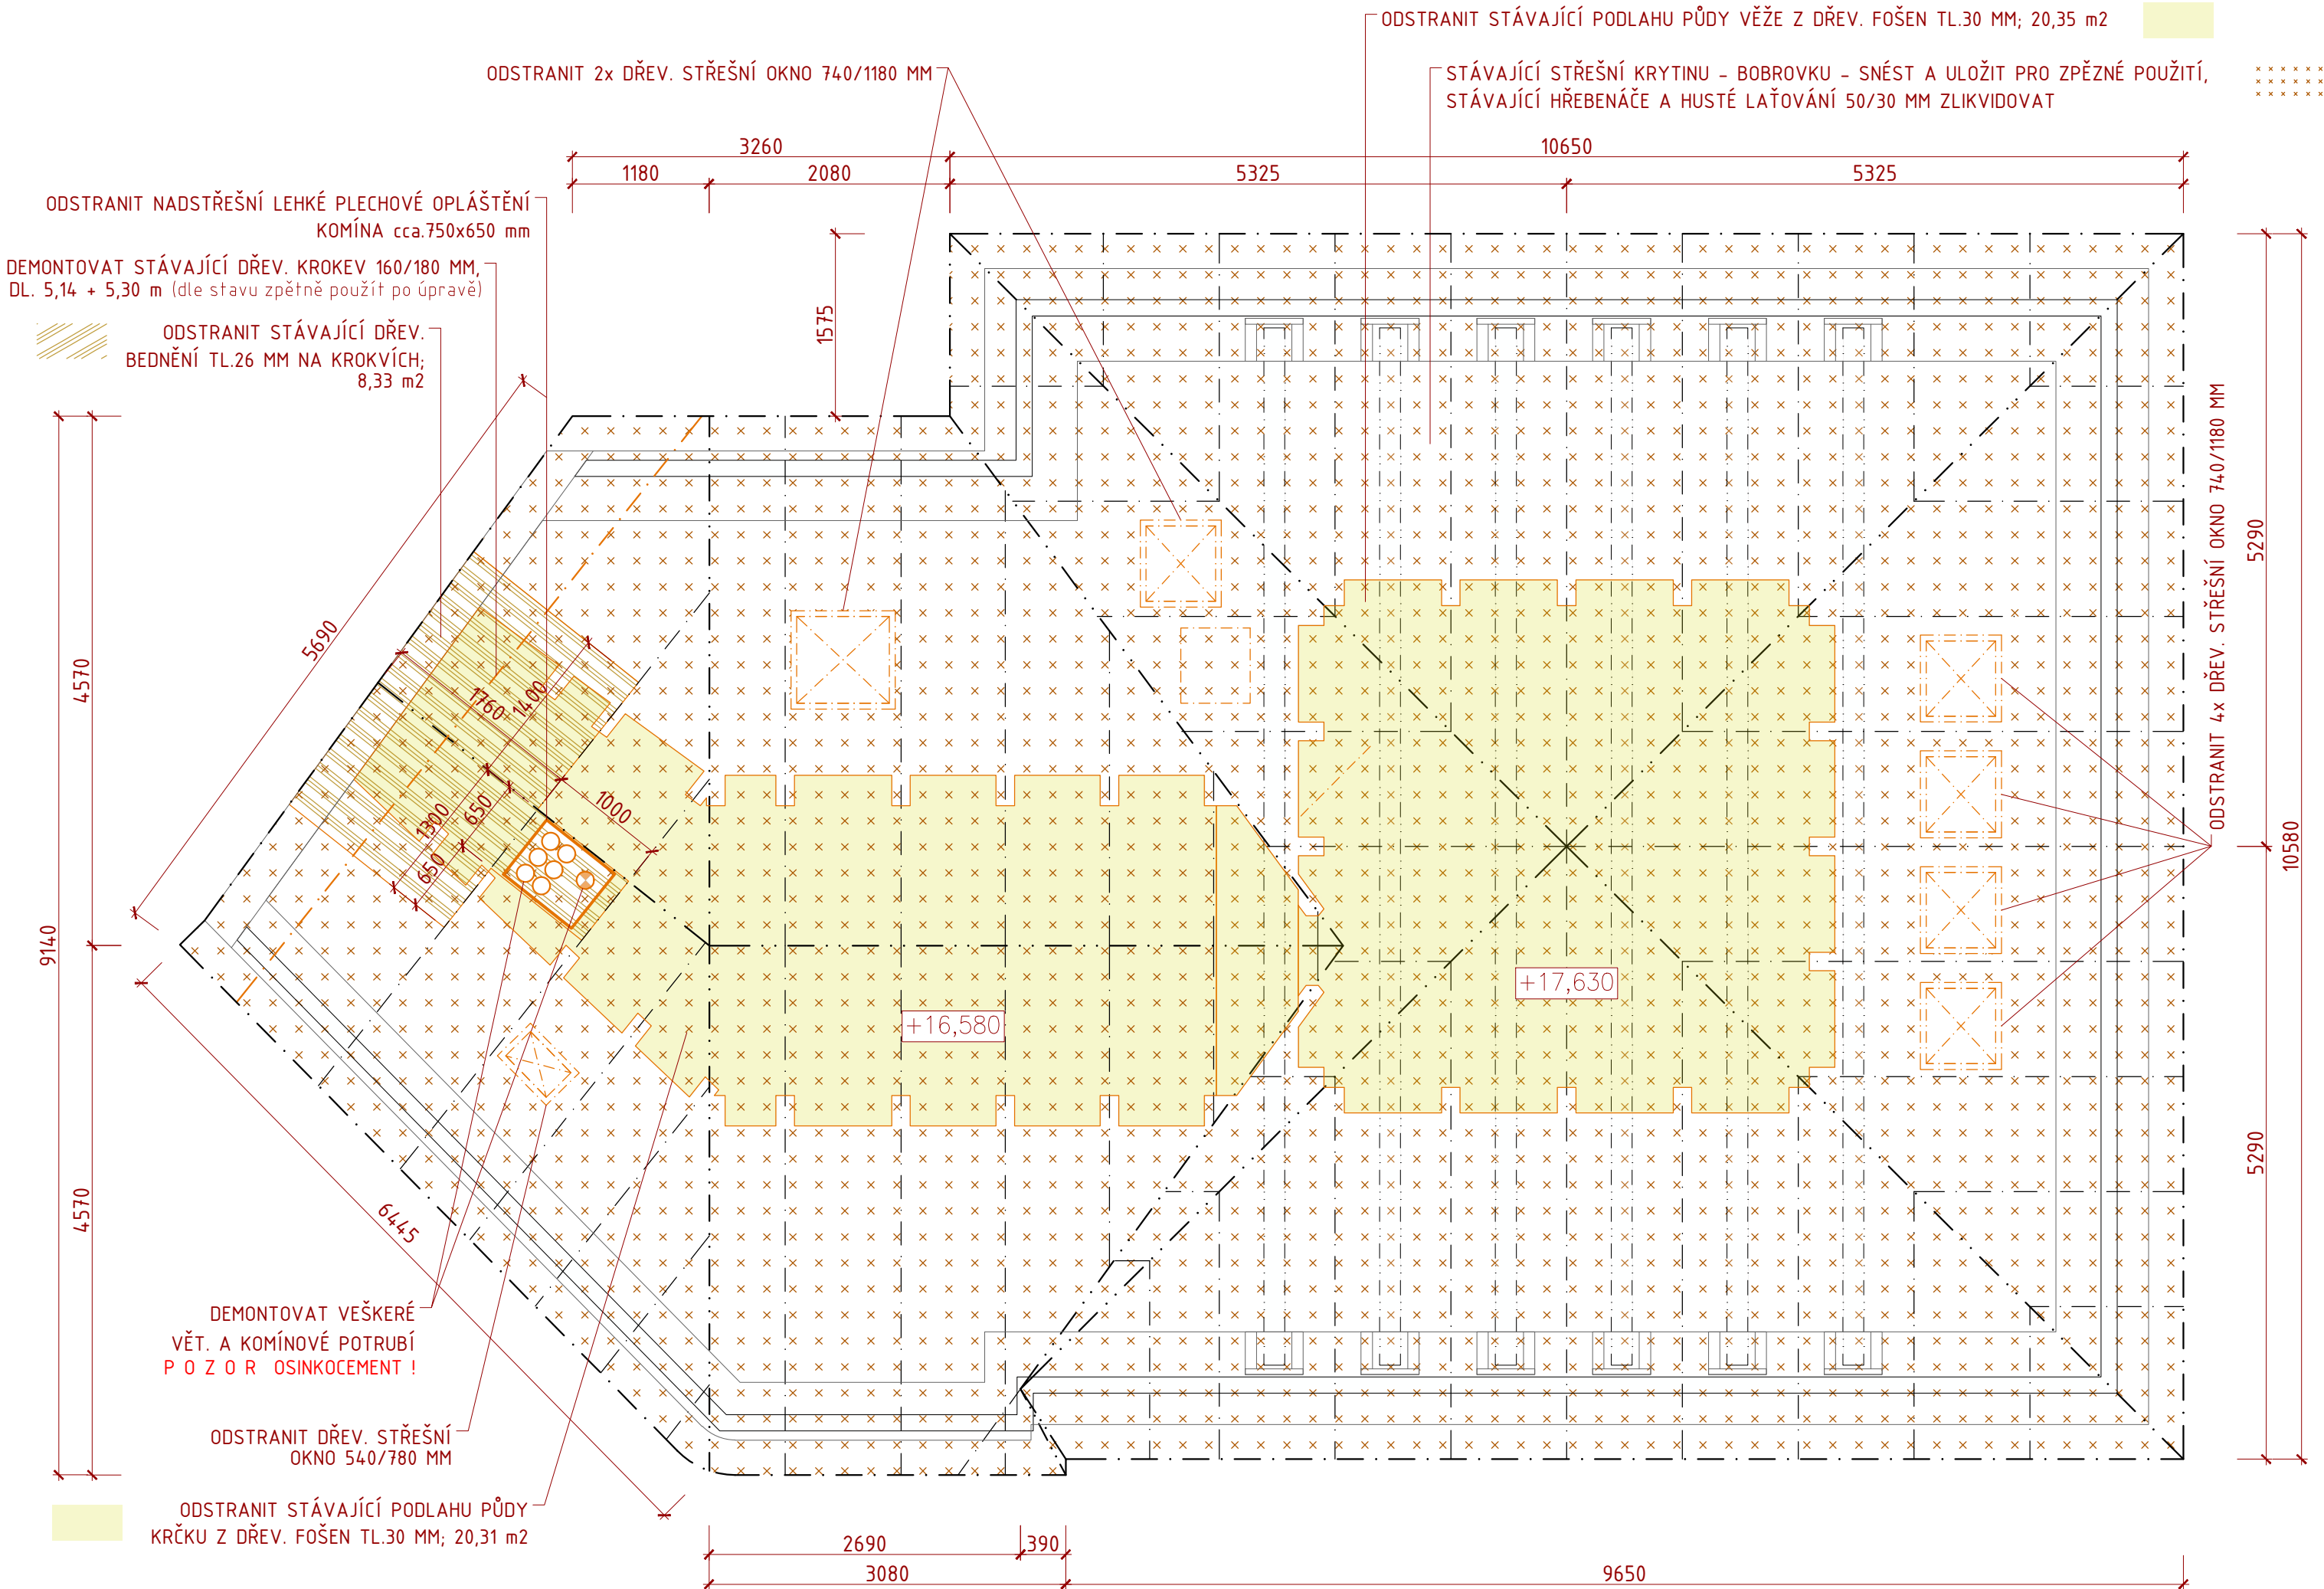 ODSTRANIT STÁVAJÍCÍ PODLAHU PŮDY VĚŽE Z DŘEV. FOŠEN TL.30 MM; 20,35 m2
ODSTRANIT 2x DŘEV. STŘEŠNÍ OKNO 740/1180 MM
STÁVAJÍCÍ STŘEŠNÍ KRYTINU - BOBROVKU - SNÉST A ULOŽIT PRO ZPĚZNÉ POUŽITÍ,
STÁVAJÍCÍ HŘEBENÁČE A HUSTÉ LAŤOVÁNÍ 50/30 MM ZLIKVIDOVAT
3260
10650
1180
2080
5325
5325
ODSTRANIT NADSTŘEŠNÍ LEHKÉ PLECHOVÉ OPLÁŠTĚNÍ
KOMÍNA cca.750x650 mm
DEMONTOVAT STÁVAJÍCÍ DŘEV. KROKEV 160/180 MM,
DL. 5,14 + 5,30 m (dle stavu zpětně použít po úpravě)
ODSTRANIT STÁVAJÍCÍ DŘEV.
BEDNĚNÍ TL.26 MM NA KROKVÍCH;
8,33 m2
1575
ODSTRANIT 4x DŘEV. STŘEŠNÍ OKNO 740/1180 MM
5290
10580
5290
5690
4570
9140
4570
1760
1400
1300
650
650
1000
+17,630
+16,580
6445
DEMONTOVAT VEŠKERÉ
VĚT. A KOMÍNOVÉ POTRUBÍ
P O Z O R OSINKOCEMENT !
ODSTRANIT DŘEV. STŘEŠNÍ
OKNO 540/780 MM
ODSTRANIT STÁVAJÍCÍ PODLAHU PŮDY
KRČKU Z DŘEV. FOŠEN TL.30 MM; 20,31 m2
2690
390
3080
9650